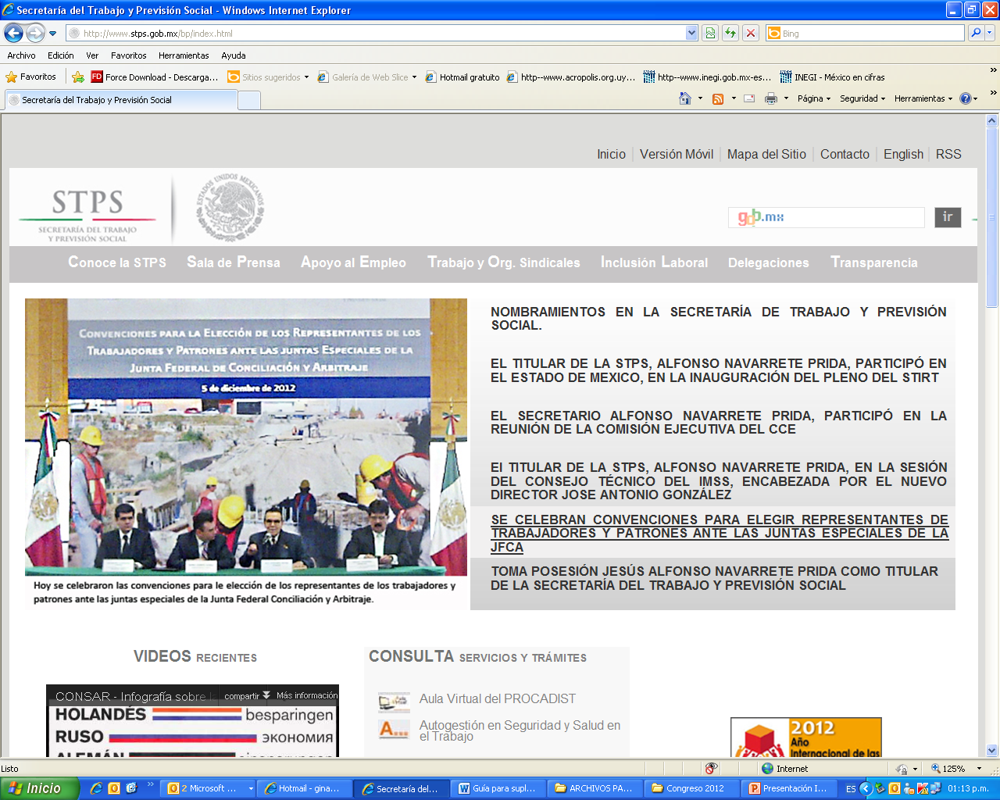 Secretaría del Trabajo y Previsión Social - Windows Internet Explorer
http://www.stps.gob.mx/bp/index.html
Bing
Archivo Edición Ver Favoritos Herramientas Ayuda
Favoritos
Force Download - Descarga...
Sitios sugeridos
Galería de Web Slice
Hotmail gratuito
http--www.acropolis.org.uy...
http--www.inegi.gob.mx-es...
INEGI - México en cifras
Secretaría del Trabajo y Previsión Social
Página Seguridad Herramientas
Inicio Versión Móvil Mapa del Sitio Contacto English RSS
STPS
SECRETARÍA DEL TRABAJO
Y PREVISIÓN SOCIAL
ESTADOS UNIDOS MEXICANOS
gob.mx
ir
Conoce la STPS Sala de Prensa Apoyo al Empleo Trabajo y Org. Sindicales Inclusión Laboral Delegaciones Transparencia
Convenciones para la Elección de los Representantes de los
Trabajadores y Patrones ante las Juntas Especiales de la
Junta Federal de Conciliación y Arbitraje
5 de diciembre de 2012
Hoy se celebraron las convenciones para le elección de los representantes de los trabajadores y
patrones ante las juntas especiales de la Junta Federal Conciliación y Arbitraje.
NOMBRAMIENTOS EN LA SECRETARÍA DE TRABAJO Y PREVISIÓN
SOCIAL.
EL TITULAR DE LA STPS, ALFONSO NAVARRETE PRIDA, PARTICIPÓ EN
EL ESTADO DE MEXICO, EN LA INAUGURACIÓN DEL PLENO DEL STIRT
EL SECRETARIO ALFONSO NAVARRETE PRIDA, PARTICIPÓ EN LA
REUNIÓN DE LA COMISIÓN EJECUTIVA DEL CCE
El TITULAR DE LA STPS, ALFONSO NAVARRETE PRIDA, EN LA SESIÓN
DEL CONSEJO TÉCNICO DEL IMSS, ENCABEZADA POR EL NUEVO
DIRECTOR JOSE ANTONIO GONZÁLEZ
SE CELEBRAN CONVENCIONES PARA ELEGIR REPRESENTANTES DE
TRABAJADORES Y PATRONES ANTE LAS JUNTAS ESPECIALES DE LA
JFCA
TOMA POSESIÓN JESÚS ALFONSO NAVARRETE PRIDA COMO TITULAR
DE LA SECRETARÍA DEL TRABAJO Y PREVISIÓN SOCIAL
VIDEOS RECIENTES
CONSAR - Infografía sobre
compartir
Más información
HOLANDÉS besparingen
RUSO экономия
ALEMÁN
CONSULTA SERVICIOS Y TRÁMITES
Aula Virtual del PROCADIST
Autogestión en Seguridad y Salud en
el Trabajo
A...
2012
Año
Internacional de las
Listo
Internet
125%
Inicio
2 Microsoft ...
Hotmail - gina...
Secretaría del...
Guía para supl...
ARCHIVOS PA...
Congreso 2012
Presentación I...
ES
01:13 p.m.